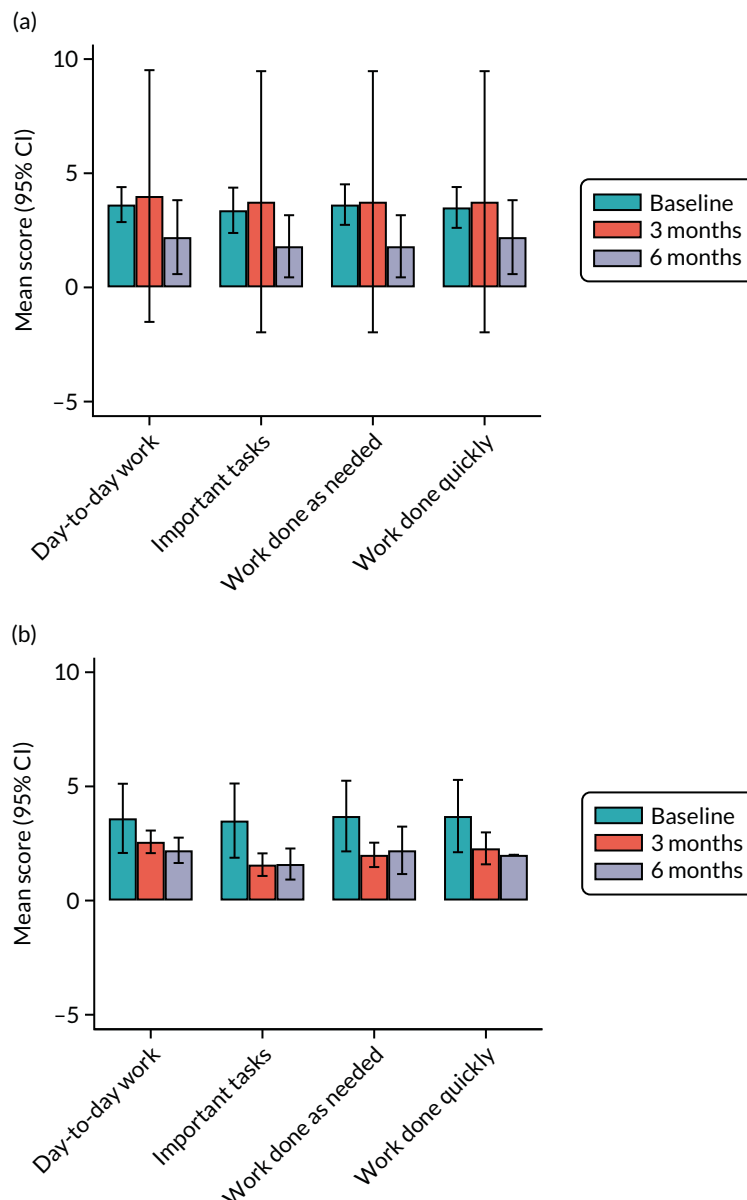 (a)
10
5
0
–5
Mean score (95% CI)
Day-to-day work
Important tasks
Work done as needed
Work done quickly
Baseline
3 months
6 months
(b)
10
5
0
–5
Mean score (95% CI)
Day-to-day work
Important tasks
Work done as needed
Work done quickly
Baseline
3 months
6 months